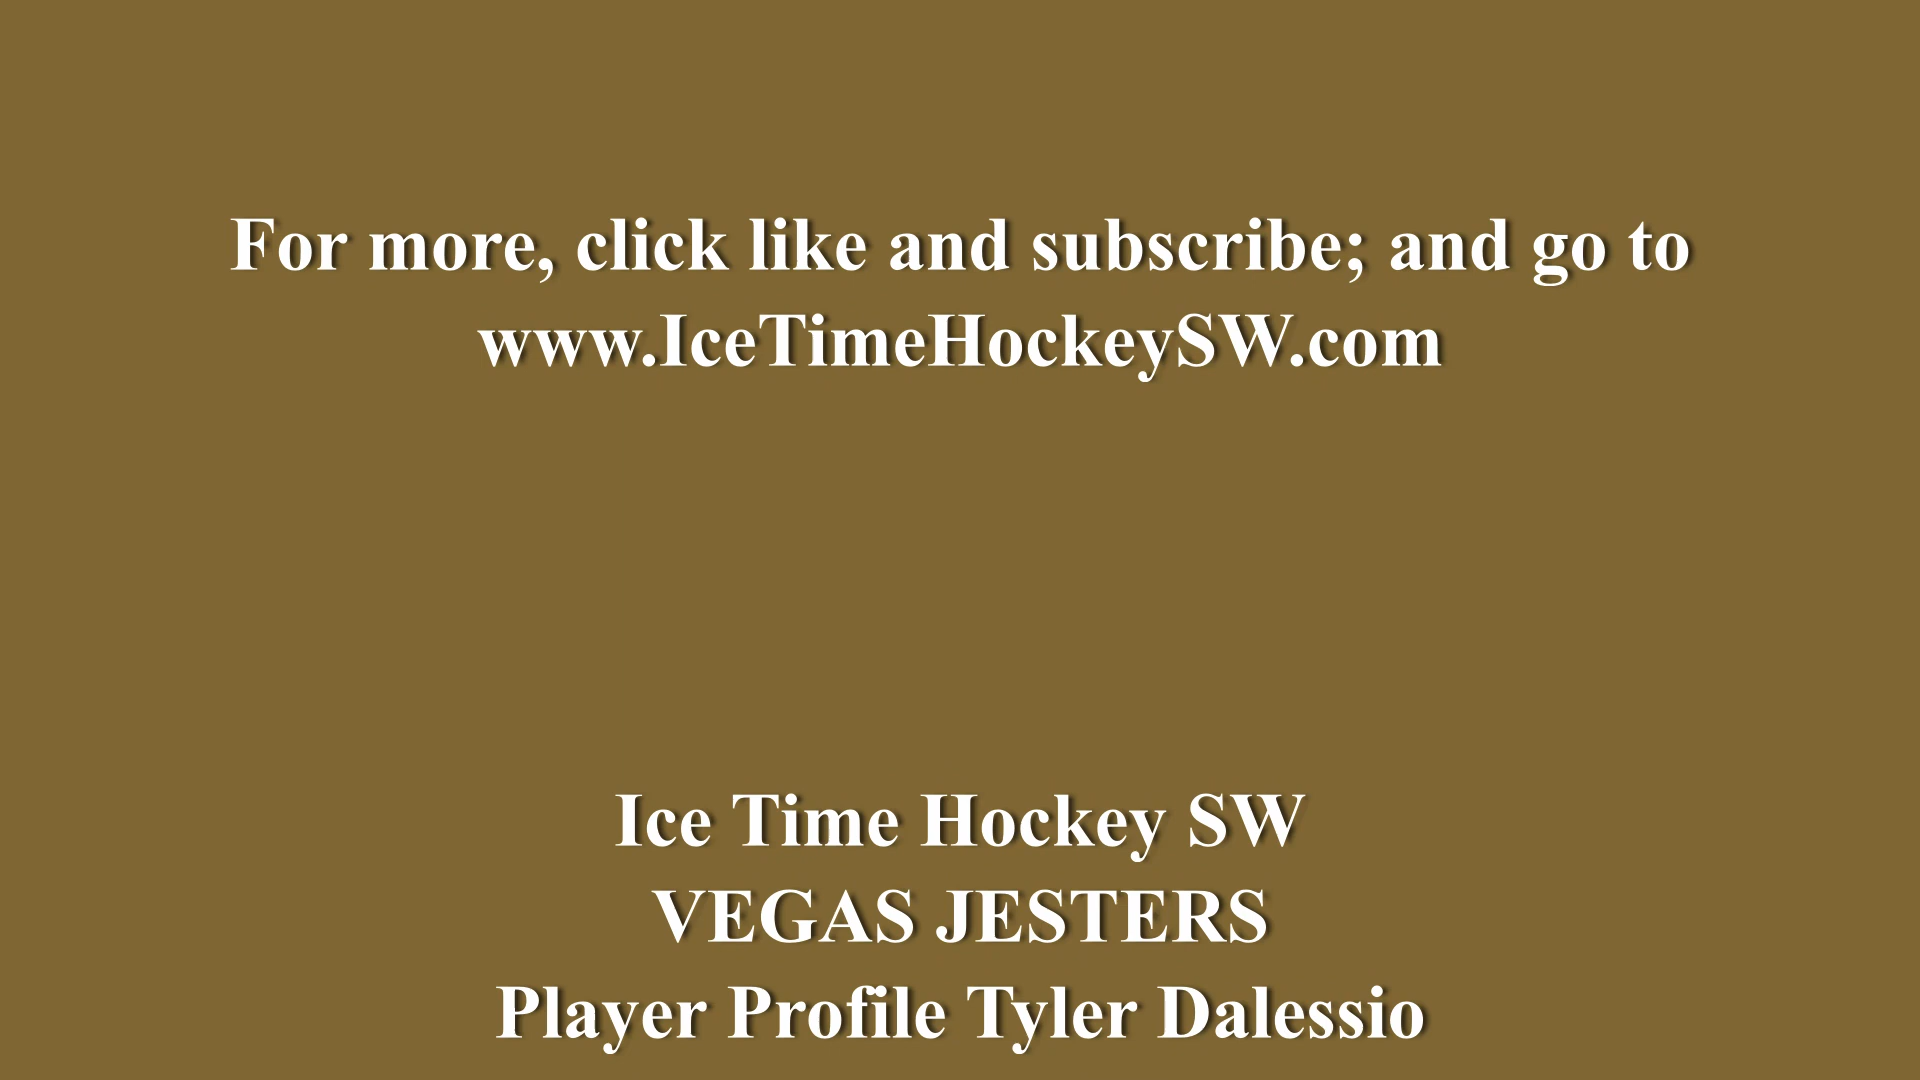 For more, click like and subscribe; and go to
www.IceTimeHockeySW.com
Ice Time Hockey SW
VEGAS JESTERS
Player Profile Tyler Dalessio